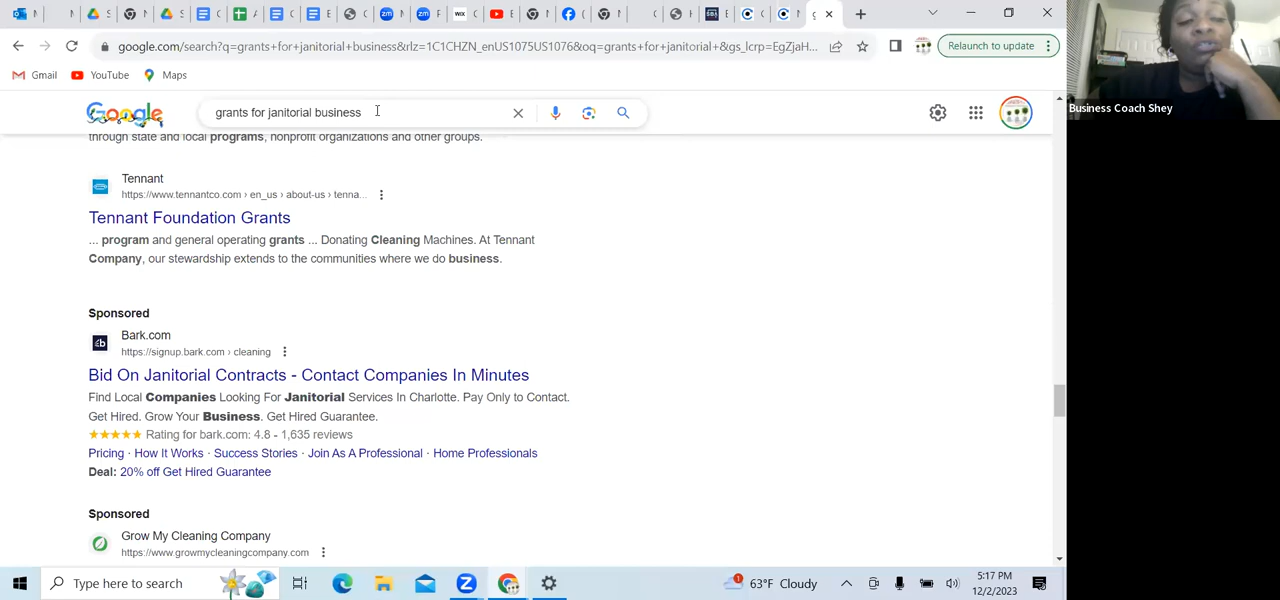 google.com/search?q=grants+for+janitorial+business&rlz=1C1CHZN_enUS1075US1076&oq=grants+for+janitorial+&gs_lcrp=EgZjaH...
Relaunch to update
Gmail
YouTube
Maps
Business Coach Shey
Google
grants for janitorial business
through state and local programs, nonprofit organizations and other groups.
Tennant
https://www.tennantco.com › en_us › about-us › tenna...
Tennant Foundation Grants
... program and general operating grants ... Donating Cleaning Machines. At Tennant
Company, our stewardship extends to the communities where we do business.
Sponsored
Bark.com
https://signup.bark.com › cleaning
Bid On Janitorial Contracts - Contact Companies In Minutes
Find Local Companies Looking For Janitorial Services In Charlotte. Pay Only to Contact.
Get Hired. Grow Your Business. Get Hired Guarantee.
★★★★★ Rating for bark.com: 4.8 - 1,635 reviews
Pricing · How It Works · Success Stories · Join As A Professional · Home Professionals
Deal: 20% off Get Hired Guarantee
Sponsored
Grow My Cleaning Company
https://www.growmycleaningcompany.com
Type here to search
63°F Cloudy
5:17 PM
12/2/2023